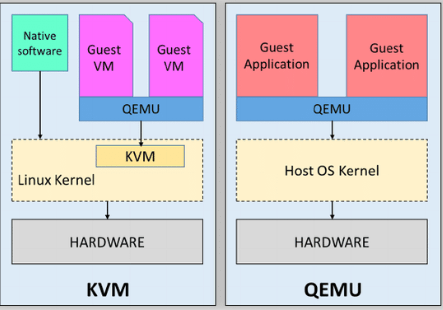 Native
software
Guest
VM
Guest
VM
QEMU
KVM
Linux Kernel
HARDWARE
KVM
Guest
Application
Guest
Application
QEMU
Host OS Kernel
HARDWARE
QEMU